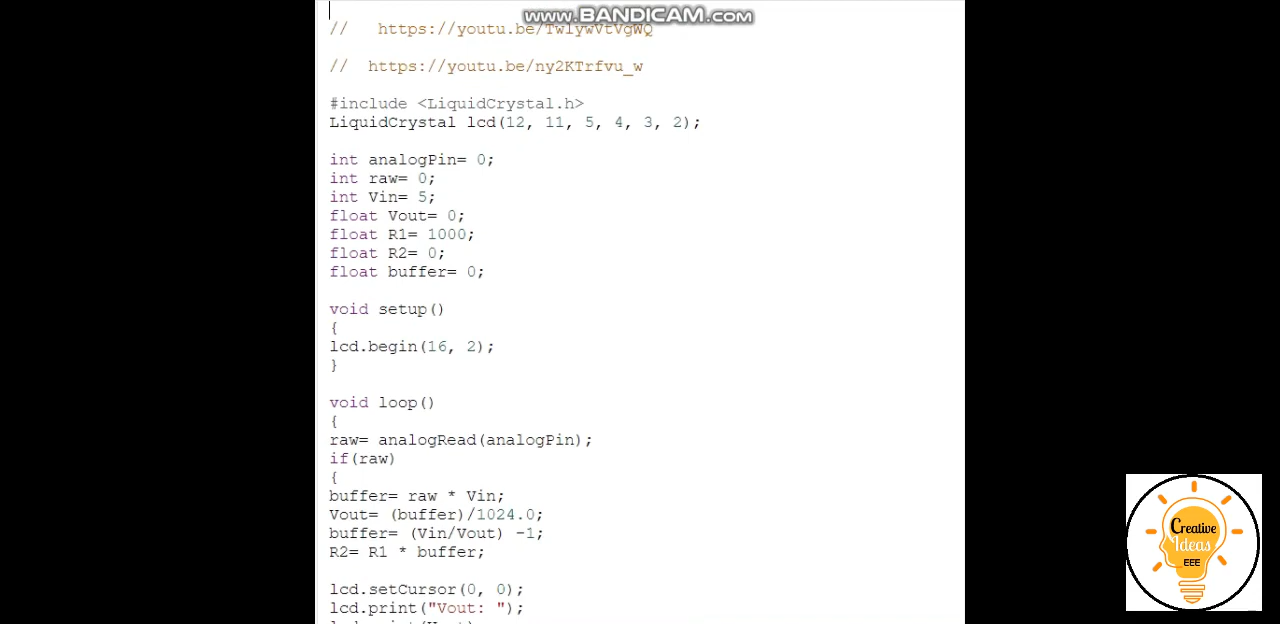 www.BANDICAM.com
//   https://youtu.be/TwlywVtVgWQ
//  https://youtu.be/ny2KTrfvu_w
#include <LiquidCrystal.h>
LiquidCrystal lcd(12, 11, 5, 4, 3, 2);
int analogPin= 0;
int raw= 0;
int Vin= 5;
float Vout= 0;
float R1= 1000;
float R2= 0;
float buffer= 0;
void setup()
{
lcd.begin(16, 2);
}
void loop()
{
raw= analogRead(analogPin);
if(raw)
{
buffer= raw * Vin;
Vout= (buffer)/1024.0;
buffer= (Vin/Vout) -1;
R2= R1 * buffer;
lcd.setCursor(0, 0);
lcd.print("Vout: ");
Creative
Ideas
EEE